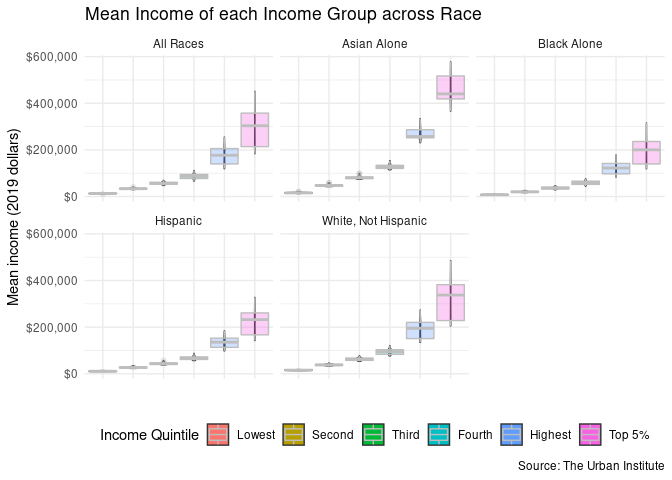 Mean Income of each Income Group across Race
All Races
Asian Alone
Black Alone
$600,000
$400,000
$200,000
$0
Hispanic
White, Not Hispanic
$600,000
$400,000
$200,000
$0
Mean income (2019 dollars)
Income Quintile
Lowest
Second
Third
Fourth
Highest
Top 5%
Source: The Urban Institute